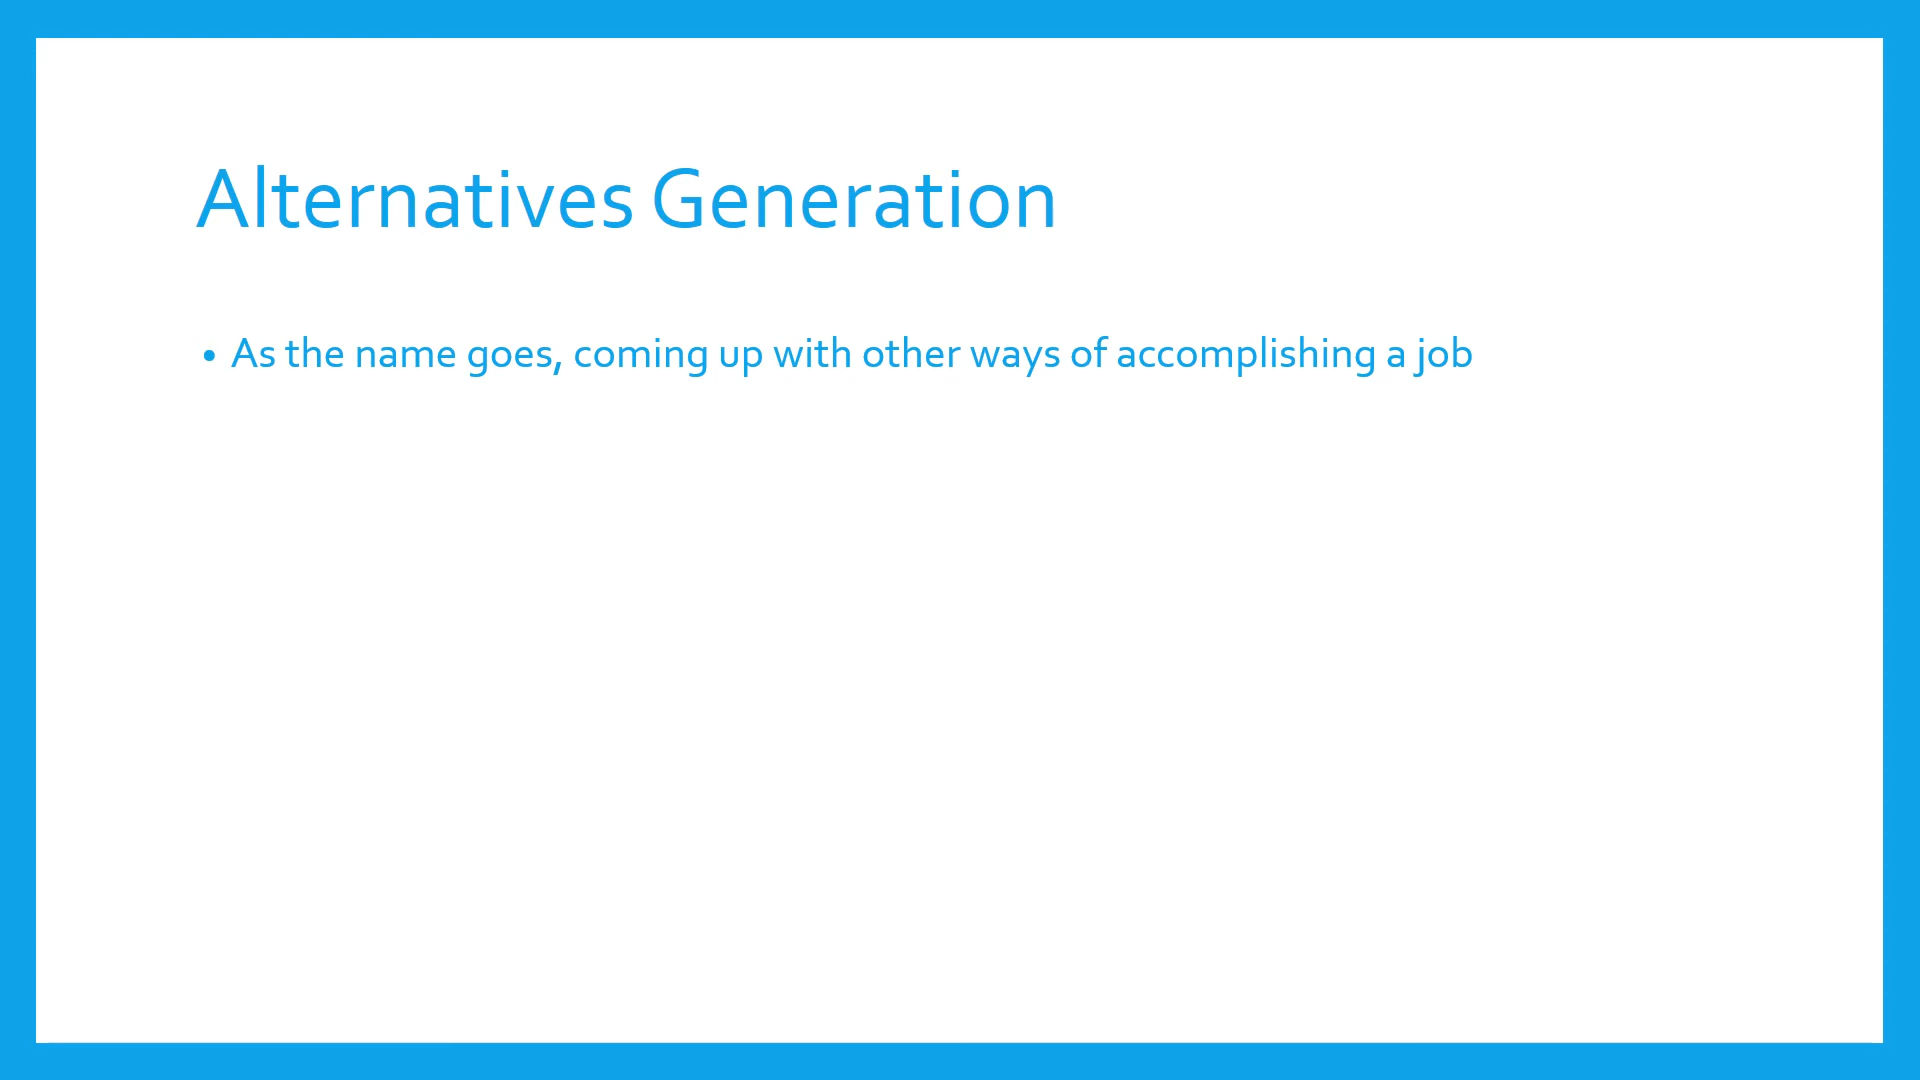 Alternatives Generation
• As the name goes, coming up with other ways of accomplishing a job